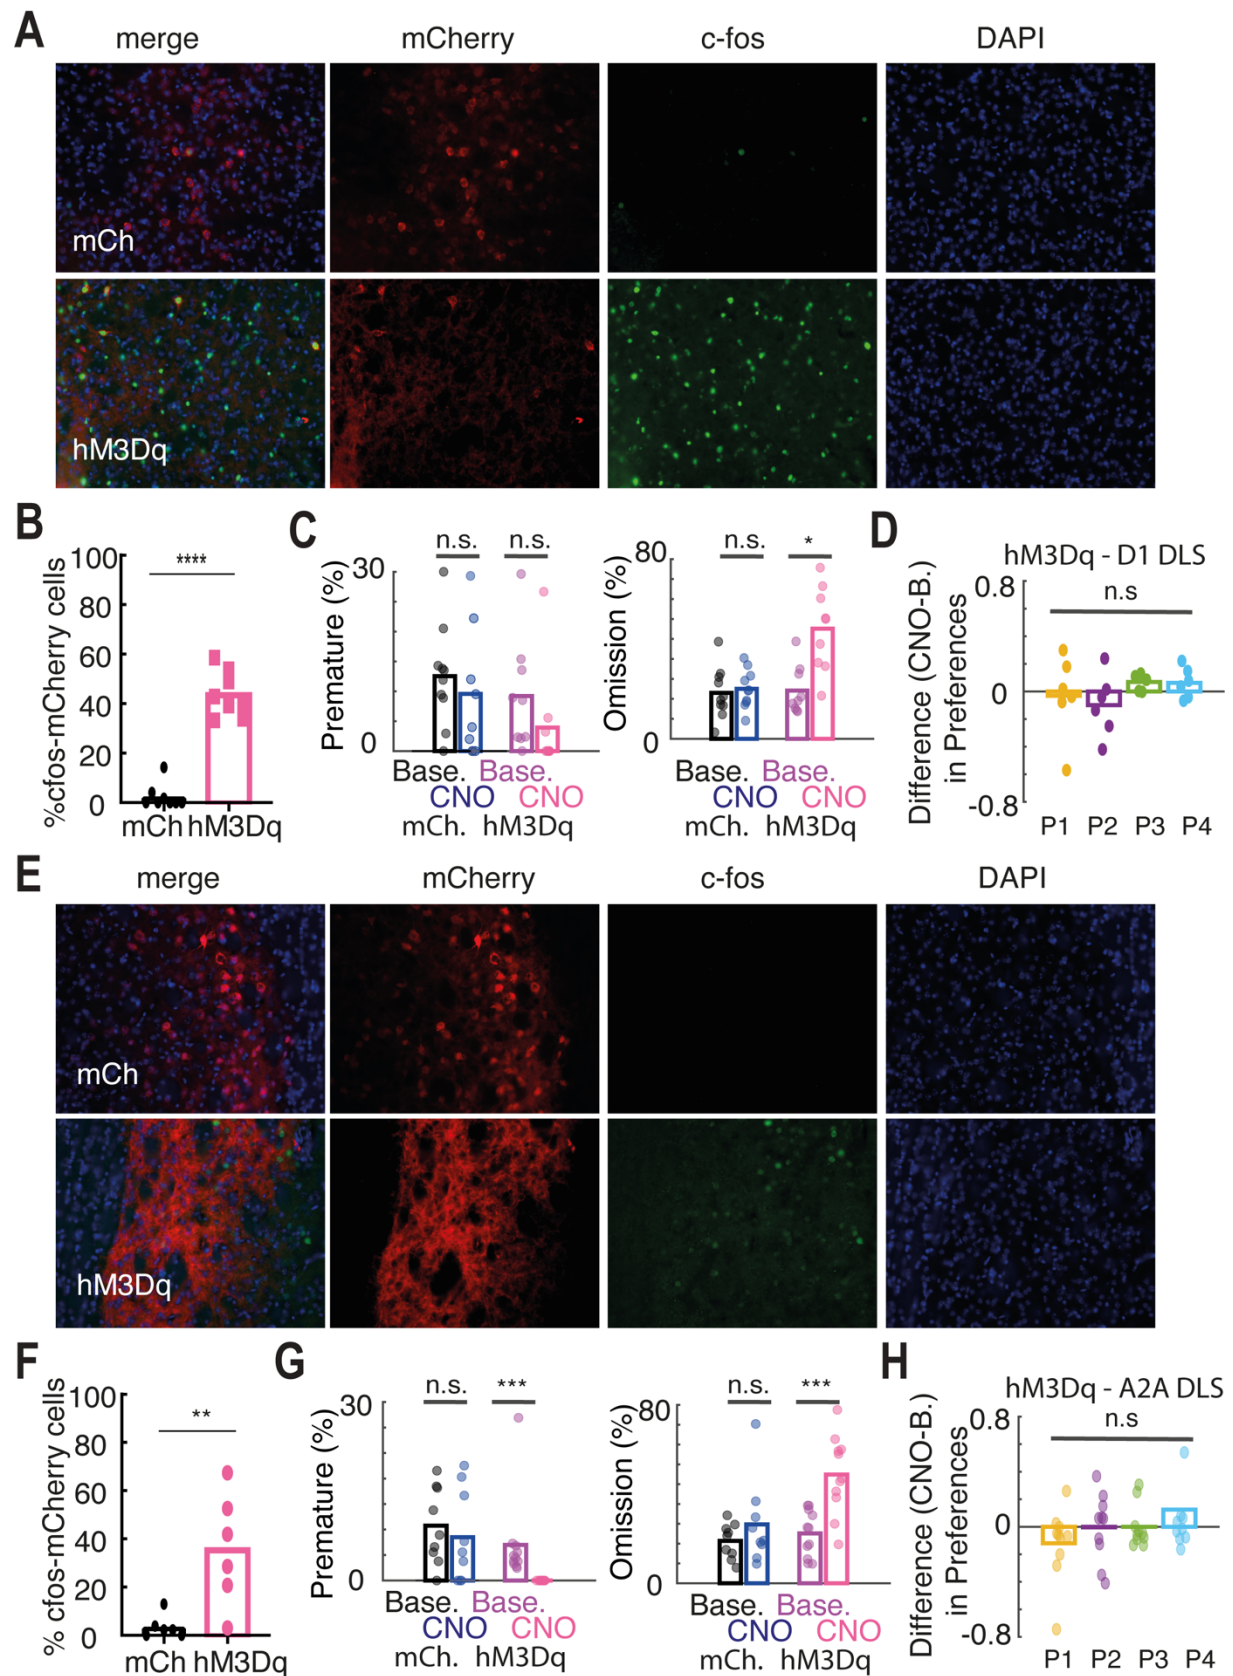 A
merge mCherry c-fos DAPI
mCh
hM3Dq
B
%cfos-mCherry cells
100
80
60
40
20
0
****
mCh hM3Dq
C
Premature (%)
30
0
n.s. n.s.
Base. Base.
CNO CNO
mCh. hM3Dq
Omission (%)
80
0
n.s. *
Base. Base.
CNO CNO
mCh. hM3Dq
D
hM3Dq - D1 DLS
Difference (CNO-B.)
in Preferences
0.8
0
-0.8
n.s
P1 P2 P3 P4
E
merge mCherry c-fos DAPI
mCh
hM3Dq
F
% cfos-mCherry cells
100
80
60
40
20
0
**
mCh hM3Dq
G
Premature (%)
30
0
n.s. ***
Base. Base.
CNO CNO
mCh. hM3Dq
Omission (%)
80
0
n.s. ***
Base. Base.
CNO CNO
mCh. hM3Dq
H
hM3Dq - A2A DLS
Difference (CNO-B.)
in Preferences
0.8
0
-0.8
n.s
P1 P2 P3 P4